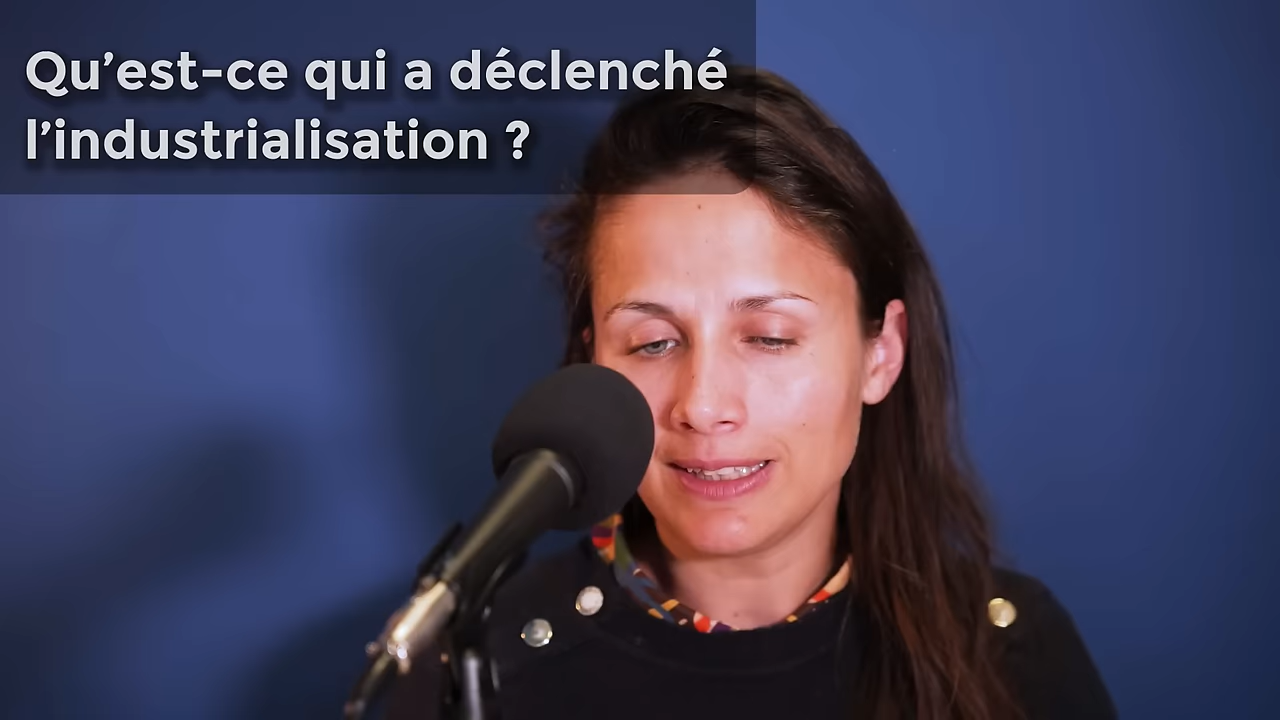 Qu’est-ce qui a déclenché
l’industrialisation ?